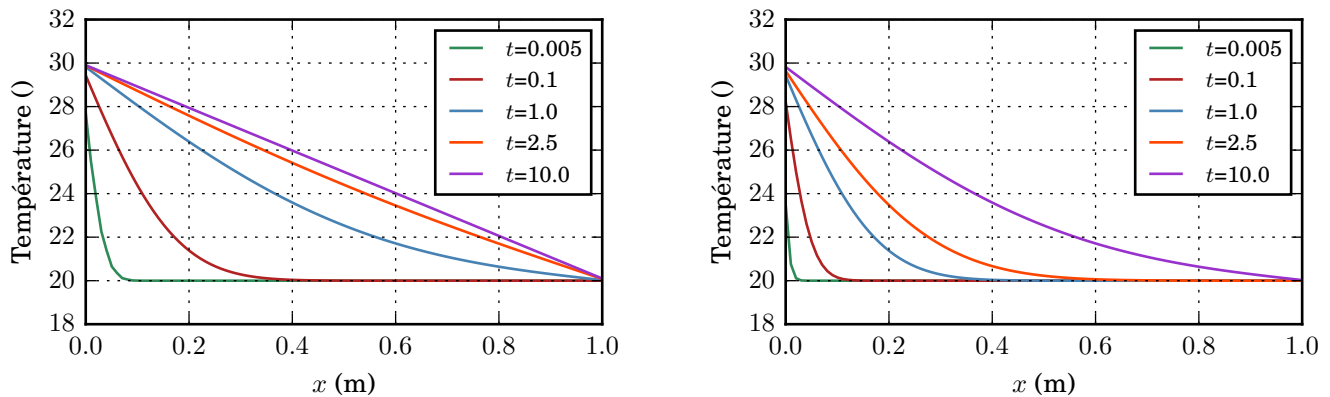 32
30
28
26
24
22
20
18
Température ()
0.0 0.2 0.4 0.6 0.8 1.0
x (m)
t=0.005
t=0.1
t=1.0
t=2.5
t=10.0
32
30
28
26
24
22
20
18
Température ()
0.0 0.2 0.4 0.6 0.8 1.0
x (m)
t=0.005
t=0.1
t=1.0
t=2.5
t=10.0